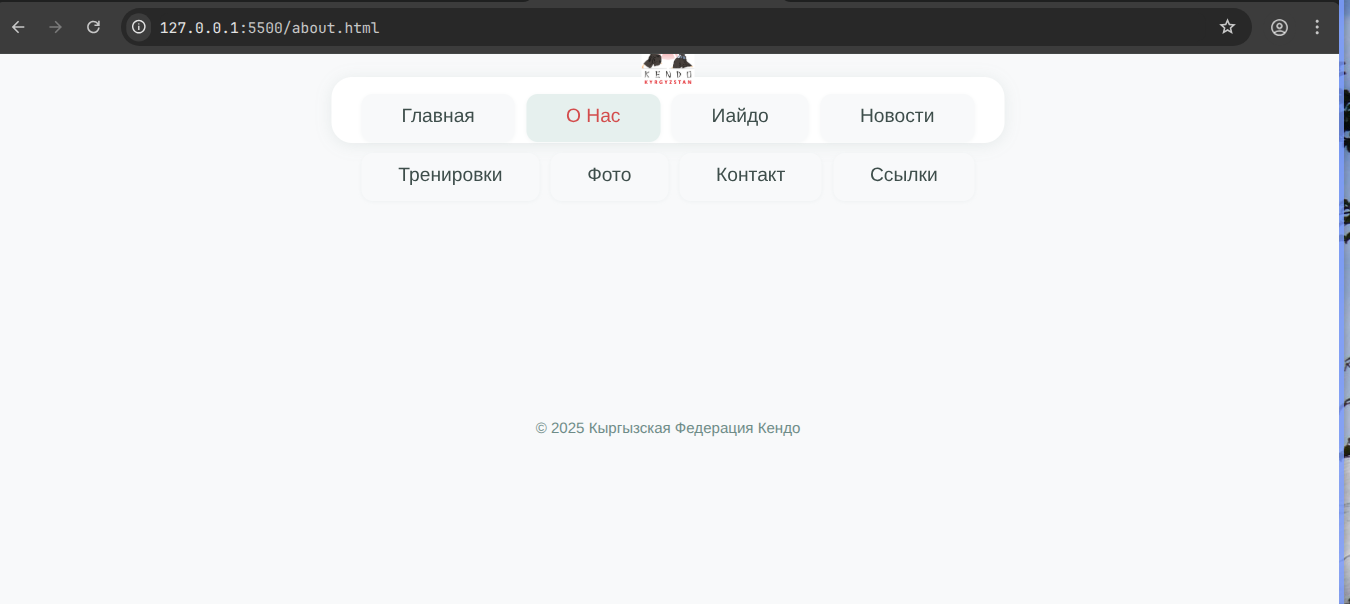 127.0.0.1:5500/about.html
KENDO
KYRGYZSTAN
Главная О Нас Иайдо Новости
Тренировки Фото Контакт Ссылки
© 2025 Кыргызская Федерация Кендо